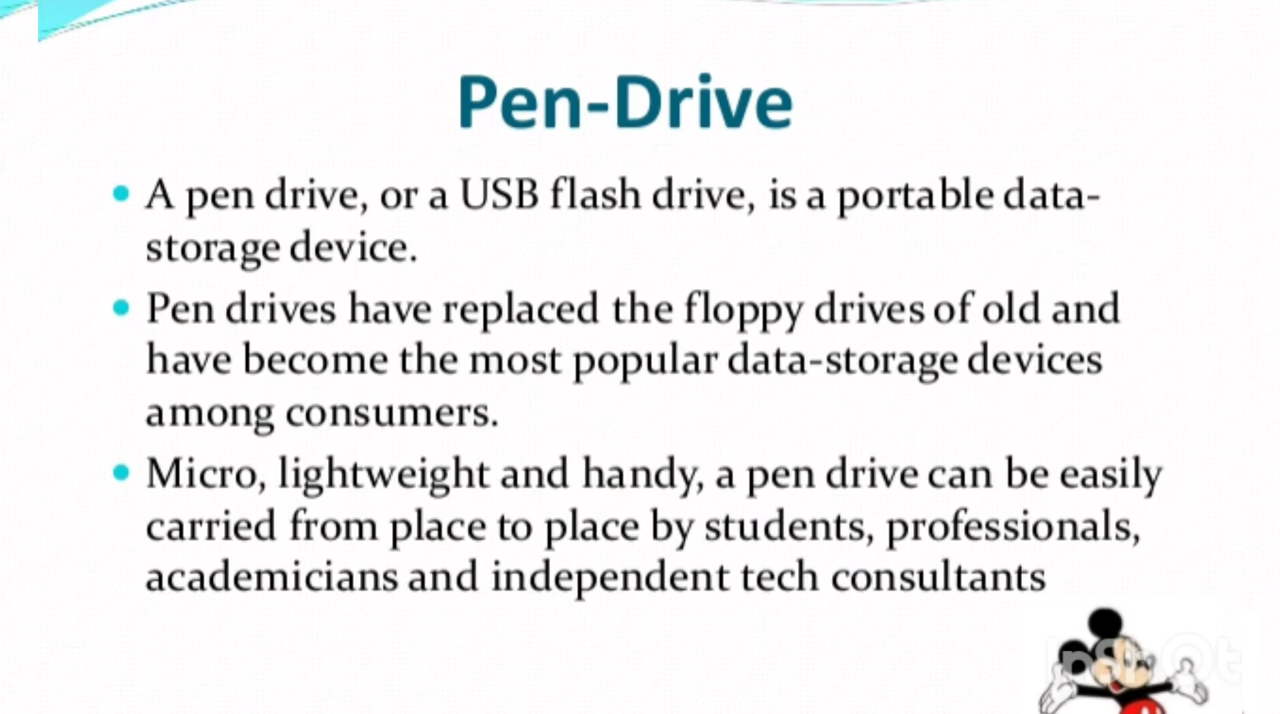 Pen-Drive
A pen drive, or a USB flash drive, is a portable data-
storage device.
Pen drives have replaced the floppy drives of old and
have become the most popular data-storage devices
among consumers.
Micro, lightweight and handy, a pen drive can be easily
carried from place to place by students, professionals,
academicians and independent tech consultants
InShOt